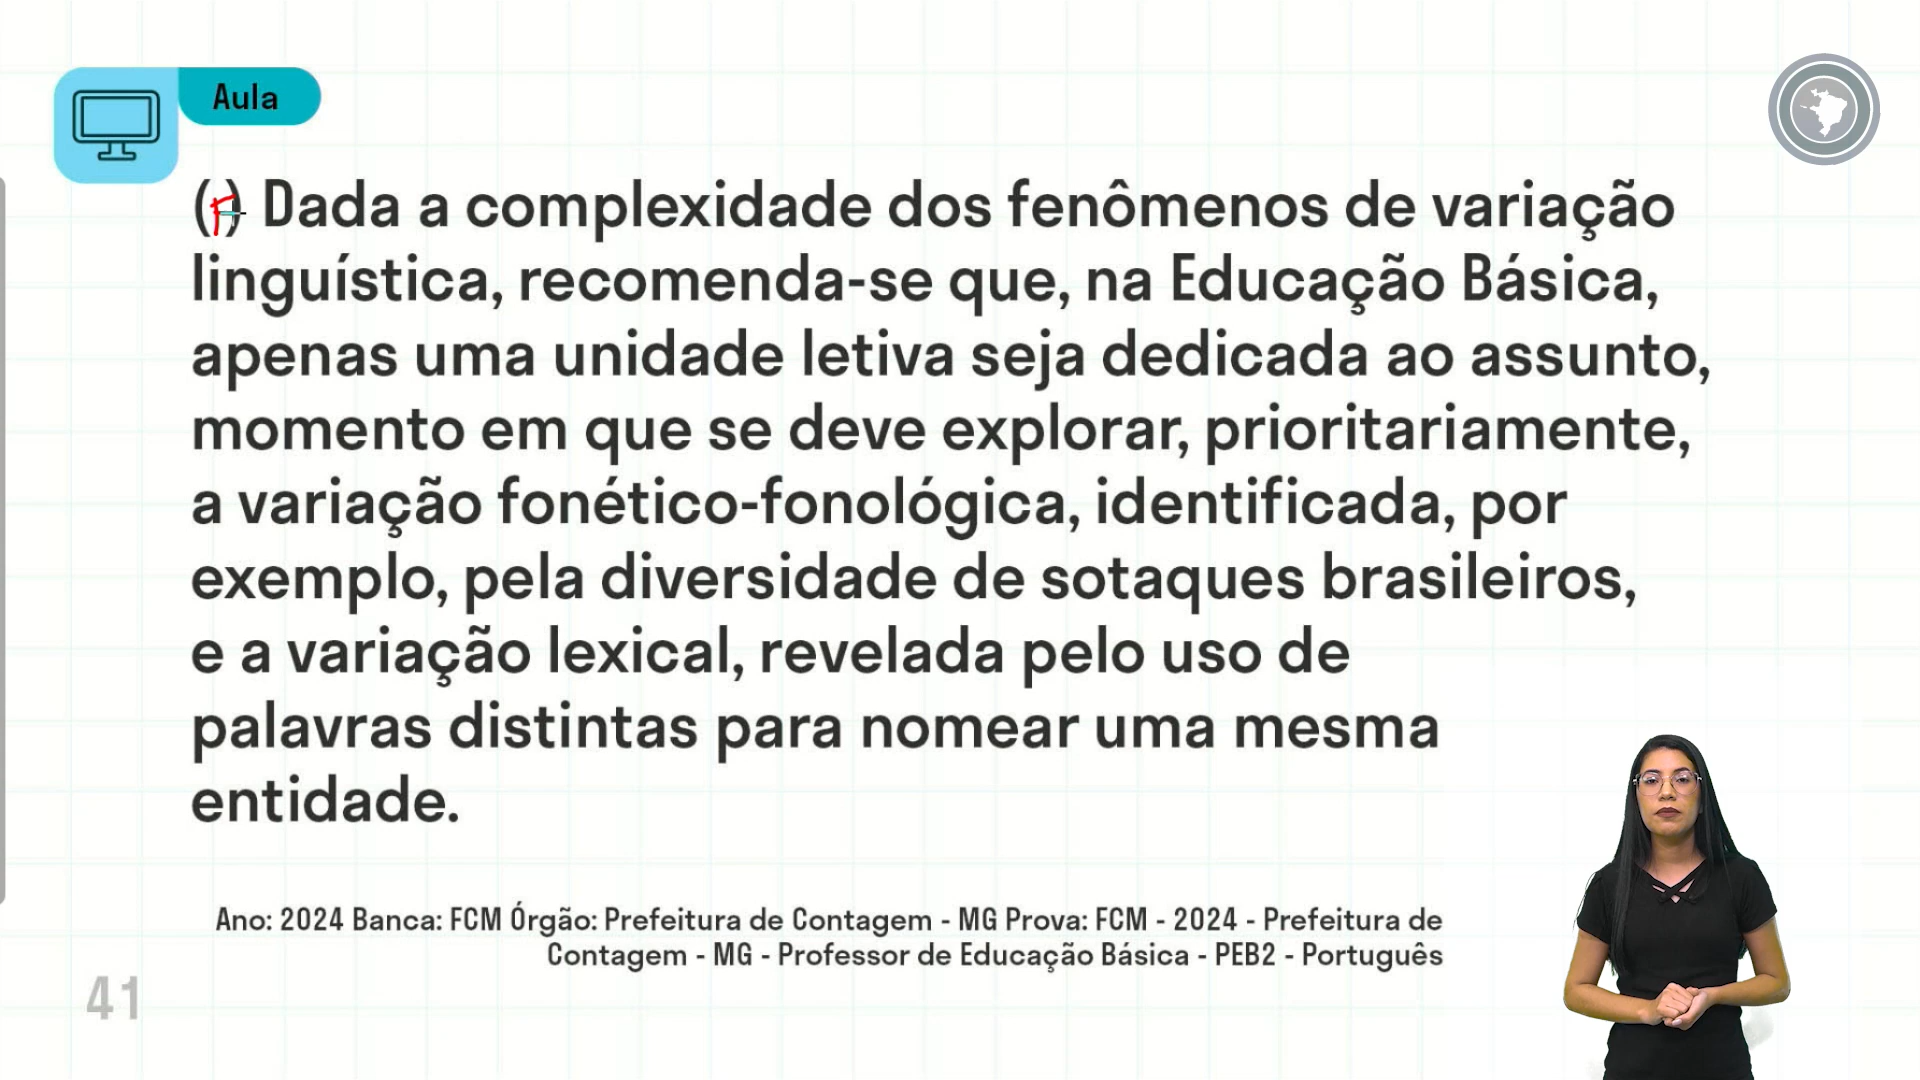 Aula
(F) Dada a complexidade dos fenômenos de variação
linguística, recomenda-se que, na Educação Básica,
apenas uma unidade letiva seja dedicada ao assunto,
momento em que se deve explorar, prioritariamente,
a variação fonético-fonológica, identificada, por
exemplo, pela diversidade de sotaques brasileiros,
e a variação lexical, revelada pelo uso de
palavras distintas para nomear uma mesma
entidade.
Ano: 2024 Banca: FCM Órgão: Prefeitura de Contagem - MG Prova: FCM - 2024 - Prefeitura de
Contagem - MG - Professor de Educação Básica - PEB2 - Português
41